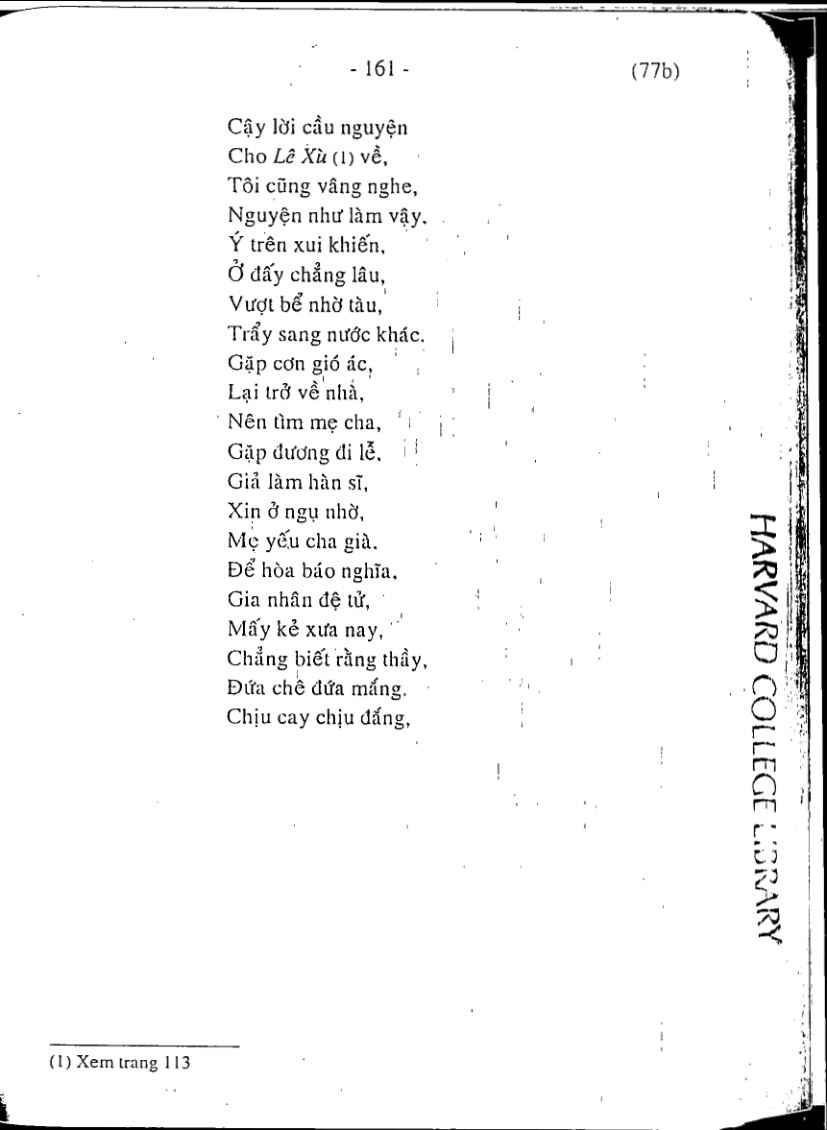 - 161 - (77b)
Cậy lời cầu nguyện
Cho Lê Xù (1) về,
Tôi cũng vâng nghe,
Nguyện như làm vậy.
Ý trên xui khiến,
Ở đấy chẳng lâu,
Vượt bể nhờ tàu,
Trẩy sang nước khác.
Gặp cơn gió ác,
Lại trở về nhà,
Nên tìm mẹ cha,
Gặp đương đi lễ.
Giả làm hàn sĩ,
Xin ở ngụ nhờ,
Mẹ yếu cha già.
Để hòa báo nghĩa.
Gia nhân đệ tử,
Mấy kẻ xưa nay,
Chẳng biết rằng thầy,
Đứa chê đứa mắng.
Chịu cay chịu đắng,
HARVARD COLLEGE LIBRARY
(1) Xem trang 113